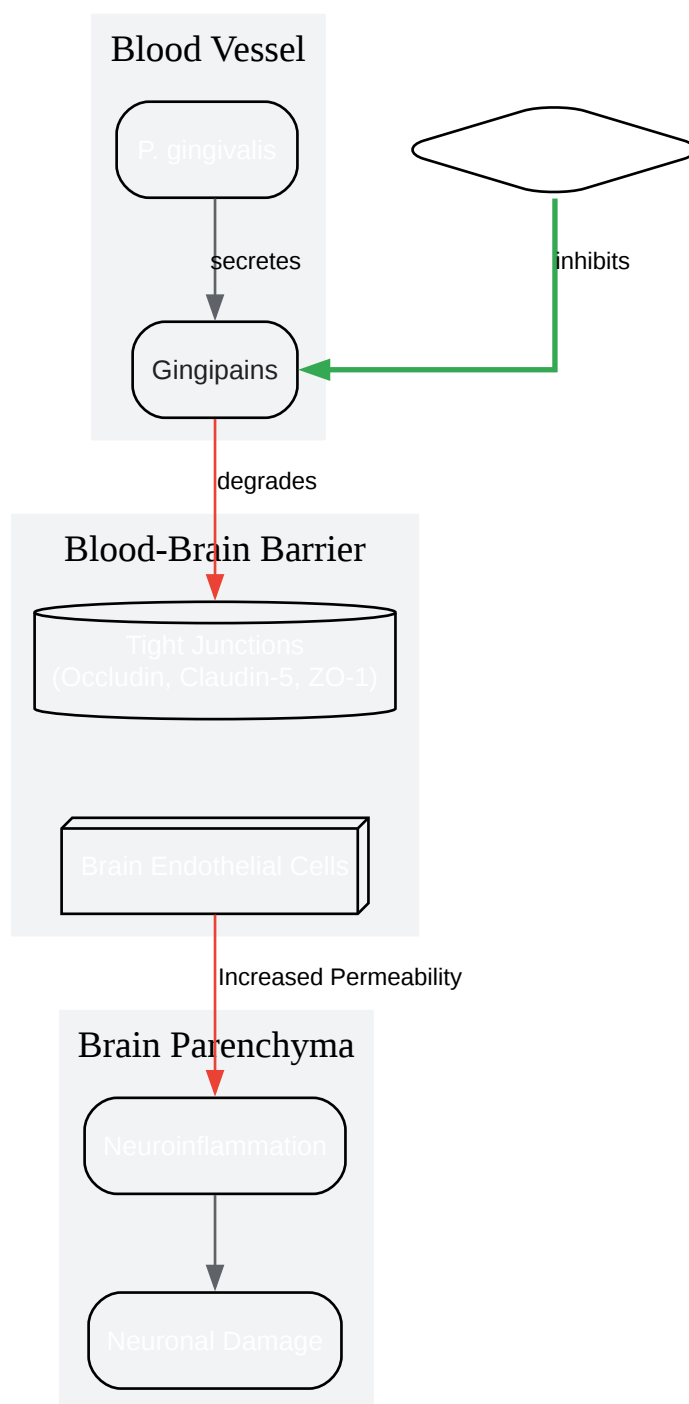 Blood Vessel
P. gingivalis
secretes
inhibits
Gingipains
degrades
Blood-Brain Barrier
Tight Junctions
(Occludin, Claudin-5, ZO-1)
Brain Endothelial Cells
Increased Permeability
Brain Parenchyma
Neuroinflammation
Neuronal Damage